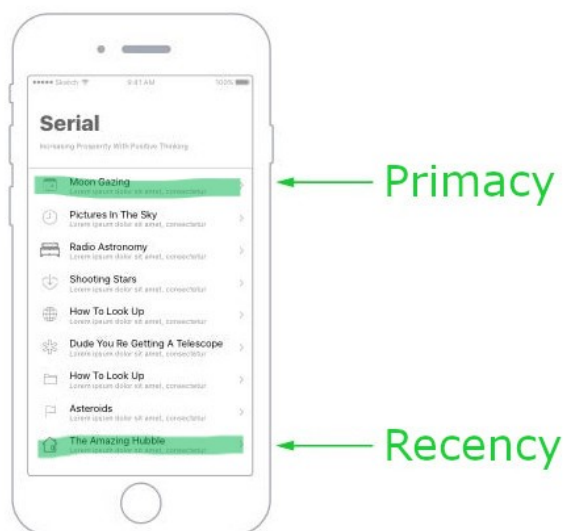 Sketch 9:41 AM 100%
Serial
Increasing Prosperity With Positive Thinking
Moon Gazing
Lorem ipsum dolor sit amet, consectetur
Primacy
Pictures In The Sky
Lorem ipsum dolor sit amet, consectetur
Radio Astronomy
Lorem ipsum dolor sit amet, consectetur
Shooting Stars
Lorem ipsum dolor sit amet, consectetur
How To Look Up
Lorem ipsum dolor sit amet, consectetur
Dude You Re Getting A Telescope
Lorem ipsum dolor sit amet, consectetur
How To Look Up
Lorem ipsum dolor sit amet, consectetur
Asteroids
Lorem ipsum dolor sit amet, consectetur
The Amazing Hubble
Lorem ipsum dolor sit amet, consectetur
Recency